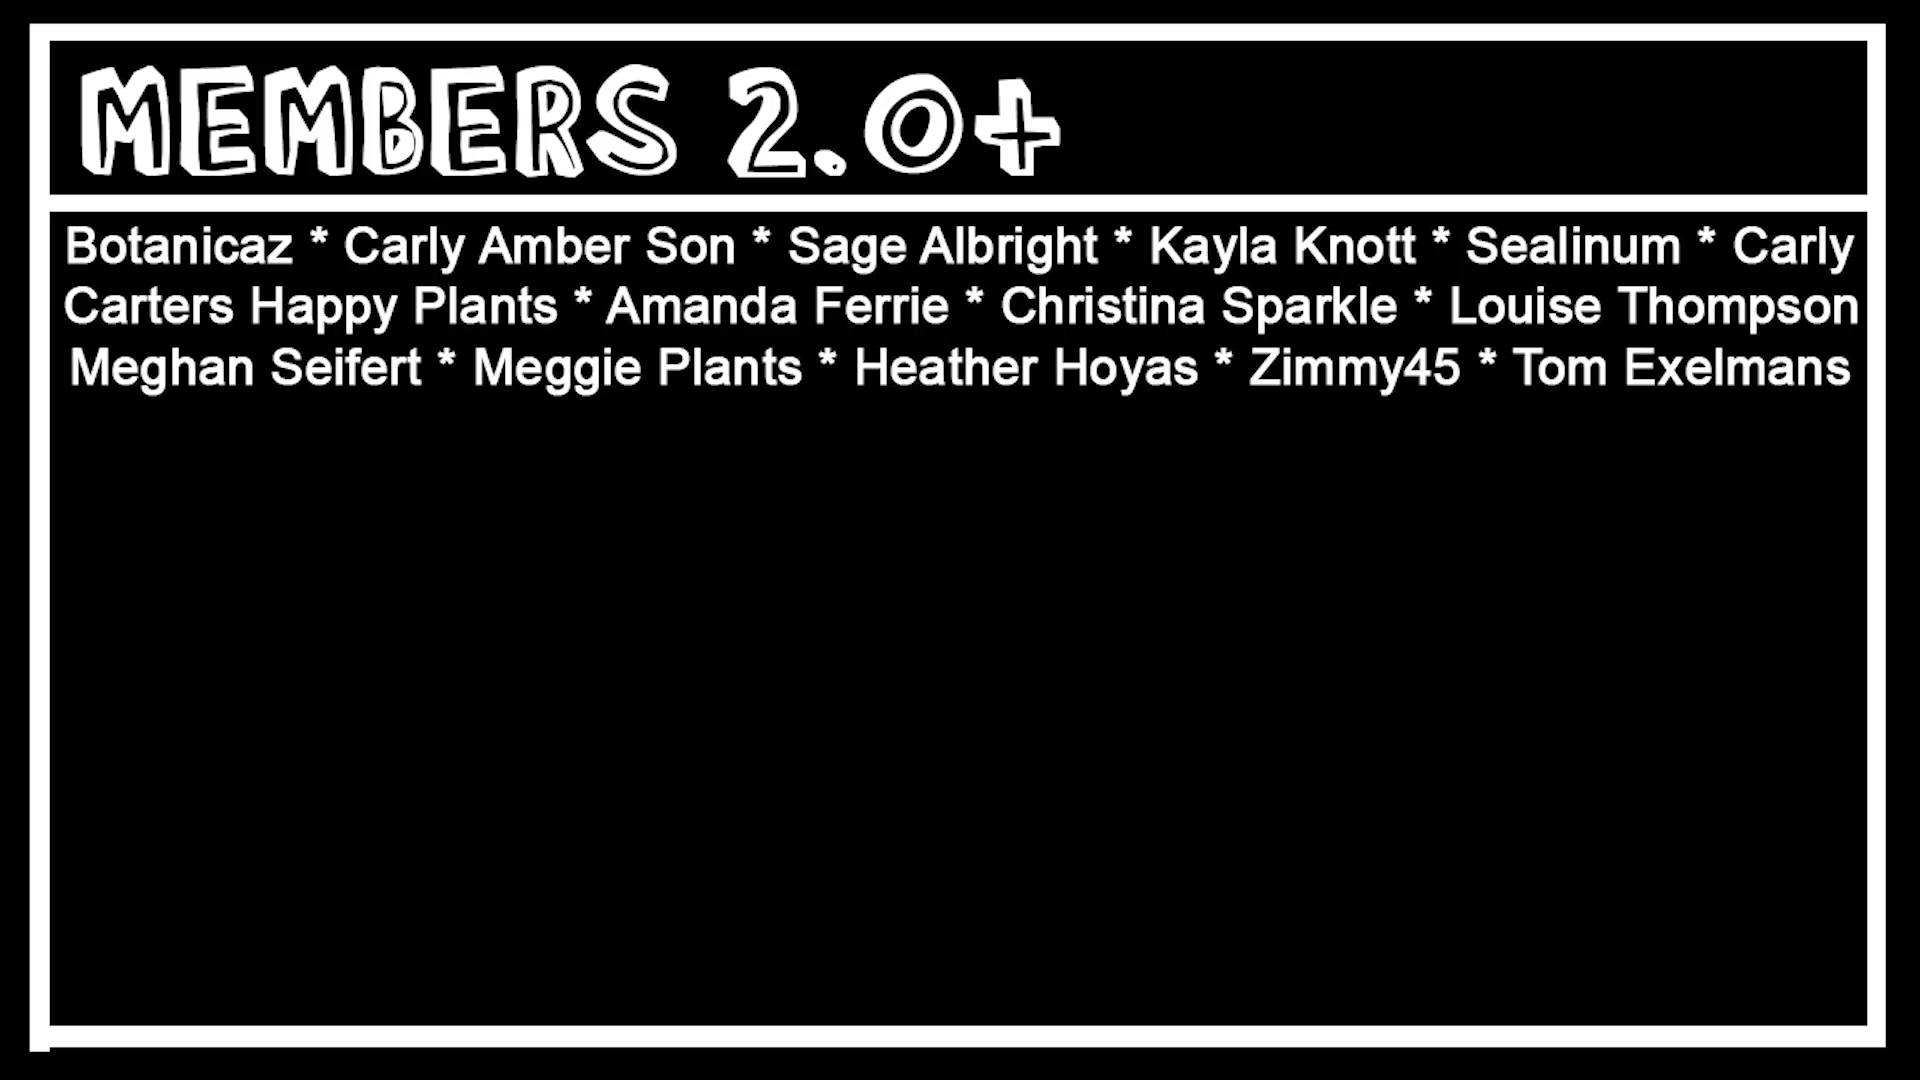 MEMBERS 2.0+
Botanicaz * Carly Amber Son * Sage Albright * Kayla Knott * Sealinum * Carly
Carters Happy Plants * Amanda Ferrie * Christina Sparkle * Louise Thompson
Meghan Seifert * Meggie Plants * Heather Hoyas * Zimmy45 * Tom Exelmans